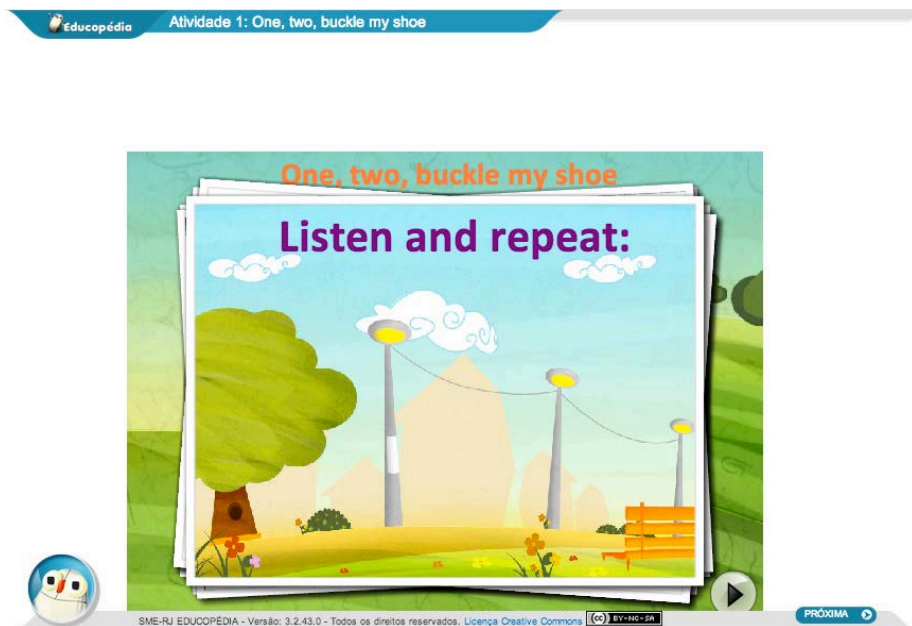 Educopédia
Atividade 1: One, two, buckle my shoe
One, two, buckle my shoe
Listen and repeat:
SME-RJ EDUCOPÉDIA - Versão: 3.2.43.0 - Todos os direitos reservados. Licença Creative Commons (cc) BY-NC-SA
PRÓXIMA